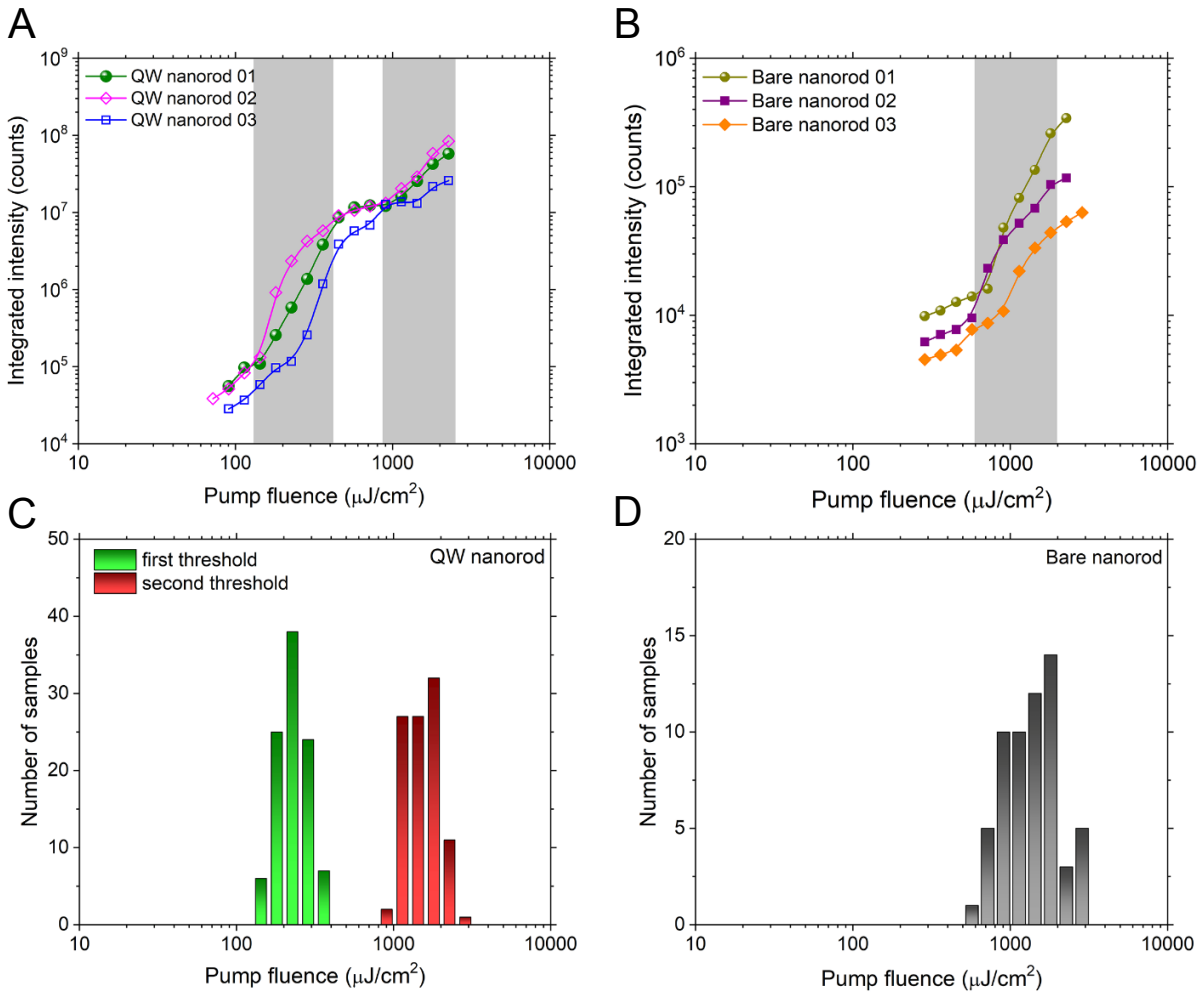 A
Integrated intensity (counts)
10⁹
10⁸
10⁷
10⁶
10⁵
10⁴
QW nanorod 01
QW nanorod 02
QW nanorod 03
10
100
1000
10000
Pump fluence (μJ/cm²)
B
Integrated intensity (counts)
10⁶
10⁵
10⁴
10³
Bare nanorod 01
Bare nanorod 02
Bare nanorod 03
10
100
1000
10000
Pump fluence (μJ/cm²)
C
Number of samples
50
40
30
20
10
0
first threshold
second threshold
QW nanorod
10
100
1000
10000
Pump fluence (μJ/cm²)
D
Number of samples
20
15
10
5
0
Bare nanorod
10
100
1000
10000
Pump fluence (μJ/cm²)